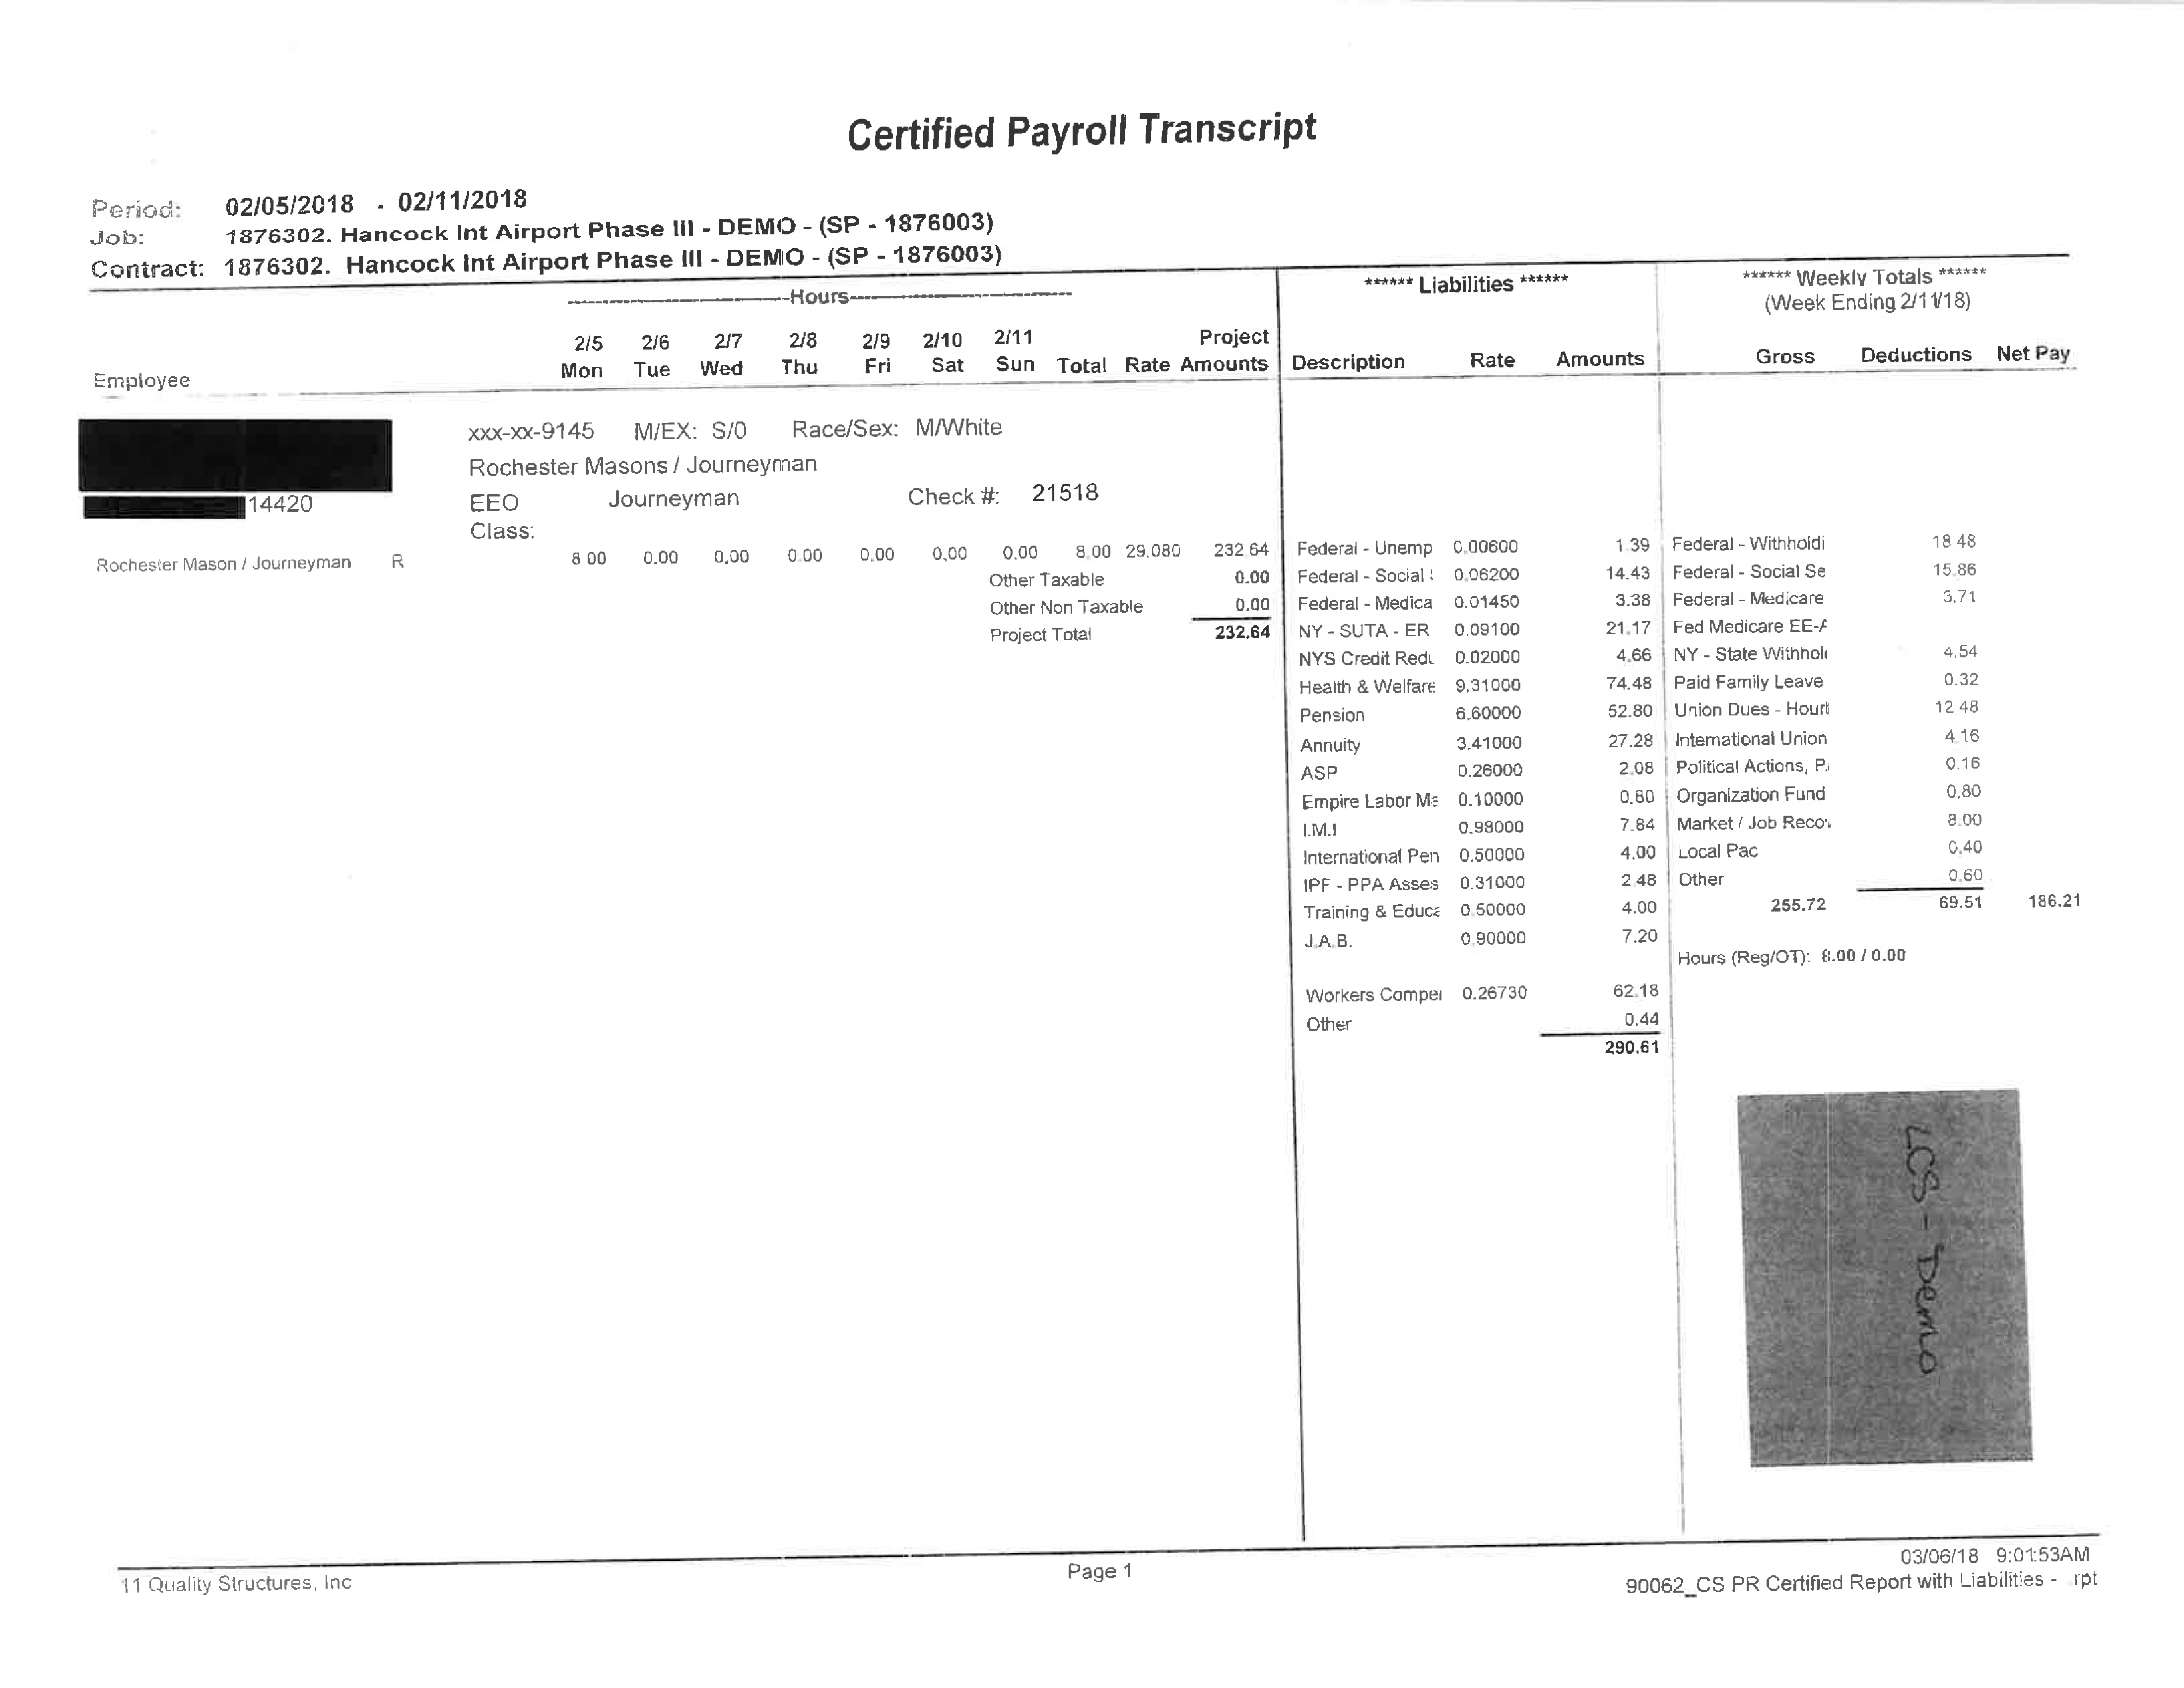 Certified Payroll Transcript
Period: 02/05/2018 - 02/11/2018
Job: 1876302. Hancock Int Airport Phase III - DEMO - (SP - 1876003)
Contract: 1876302. Hancock Int Airport Phase III - DEMO - (SP - 1876003)
Hours
****** Liabilities ******
****** Weekly Totals ******
(Week Ending 2/11/18)
2/5 2/6 2/7 2/8 2/9 2/10 2/11 Project
Employee Mon Tue Wed Thu Fri Sat Sun Total Rate Amounts Description Rate Amounts Gross Deductions Net Pay
xxx-xx-9145 M/EX: S/0 Race/Sex: M/White
Rochester Masons / Journeyman
14420 EEO Journeyman Check #: 21518
Class:
Rochester Mason / Journeyman R 8.00 0.00 0.00 0.00 0.00 0.00 0.00 8.00 29.080 232.64
Other Taxable 0.00
Other Non Taxable 0.00
Project Total 232.64
Federal - Unemp 0.00600 1.39
Federal - Social 0.06200 14.43
Federal - Medica 0.01450 3.38
NY - SUTA - ER 0.09100 21.17
NYS Credit Redu 0.02000 4.66
Health & Welfare 9.31000 74.48
Pension 6.60000 52.80
Annuity 3.41000 27.28
ASP 0.26000 2.08
Empire Labor Ma 0.10000 0.80
I.M.I 0.98000 7.84
International Pen 0.50000 4.00
IPF - PPA Asses 0.31000 2.48
Training & Educa 0.50000 4.00
J.A.B. 0.90000 7.20
Workers Compei 0.26730 62.18
Other 0.44
290.61
Federal - Withholdi 18.48
Federal - Social Se 15.86
Federal - Medicare 3.71
Fed Medicare EE-A
NY - State Withhol 4.54
Paid Family Leave 0.32
Union Dues - Hourl 12.48
International Union 4.16
Political Actions, P 0.16
Organization Fund 0.80
Market / Job Reco 8.00
Local Pac 0.40
Other 0.60
255.72 69.51 186.21
Hours (Reg/OT): 8.00 / 0.00
LCS - Demo
11 Quality Structures, Inc
Page 1
03/06/18 9:01:53AM
90062_CS PR Certified Report with Liabilities - rpt